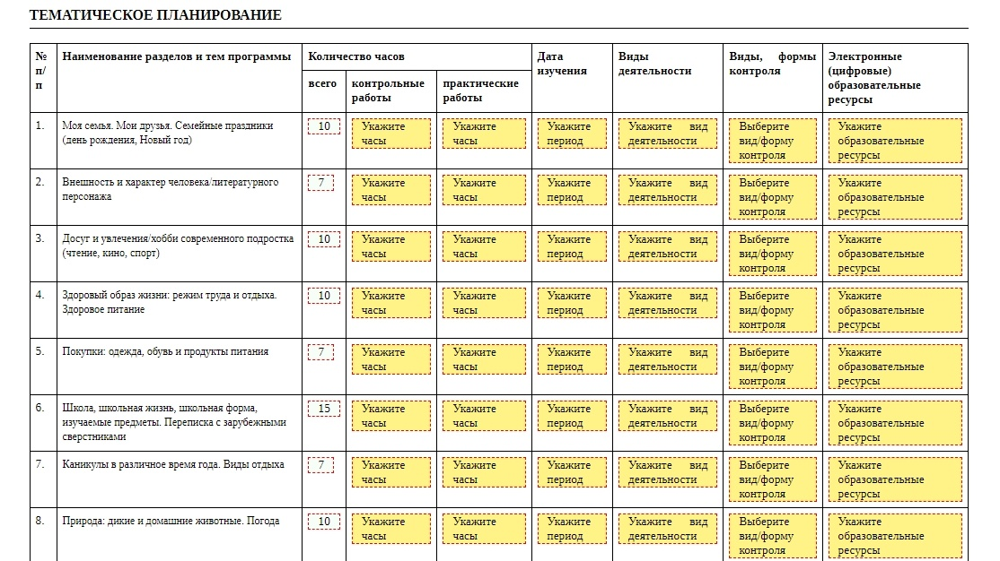 ТЕМАТИЧЕСКОЕ ПЛАНИРОВАНИЕ
№ п/п
Наименование разделов и тем программы
Количество часов
Дата изучения
Виды деятельности
Виды, формы контроля
Электронные (цифровые) образовательные ресурсы
всего
контрольные работы
практические работы
1.
Моя семья. Мои друзья. Семейные праздники
(день рождения, Новый год)
10
Укажите часы
Укажите часы
Укажите период
Укажите вид деятельности
Выберите вид/форму контроля
Укажите образовательные ресурсы
2.
Внешность и характер человека/литературного
персонажа
7
Укажите часы
Укажите часы
Укажите период
Укажите вид деятельности
Выберите вид/форму контроля
Укажите образовательные ресурсы
3.
Досуг и увлечения/хобби современного подростка
(чтение, кино, спорт)
10
Укажите часы
Укажите часы
Укажите период
Укажите вид деятельности
Выберите вид/форму контроля
Укажите образовательные ресурсы
4.
Здоровый образ жизни: режим труда и отдыха.
Здоровое питание
10
Укажите часы
Укажите часы
Укажите период
Укажите вид деятельности
Выберите вид/форму контроля
Укажите образовательные ресурсы
5.
Покупки: одежда, обувь и продукты питания
7
Укажите часы
Укажите часы
Укажите период
Укажите вид деятельности
Выберите вид/форму контроля
Укажите образовательные ресурсы
6.
Школа, школьная жизнь, школьная форма,
изучаемые предметы. Переписка с зарубежными
сверстниками
15
Укажите часы
Укажите часы
Укажите период
Укажите вид деятельности
Выберите вид/форму контроля
Укажите образовательные ресурсы
7.
Каникулы в различное время года. Виды отдыха
7
Укажите часы
Укажите часы
Укажите период
Укажите вид деятельности
Выберите вид/форму контроля
Укажите образовательные ресурсы
8.
Природа: дикие и домашние животные. Погода
10
Укажите часы
Укажите часы
Укажите период
Укажите вид деятельности
Выберите вид/форму контроля
Укажите образовательные ресурсы